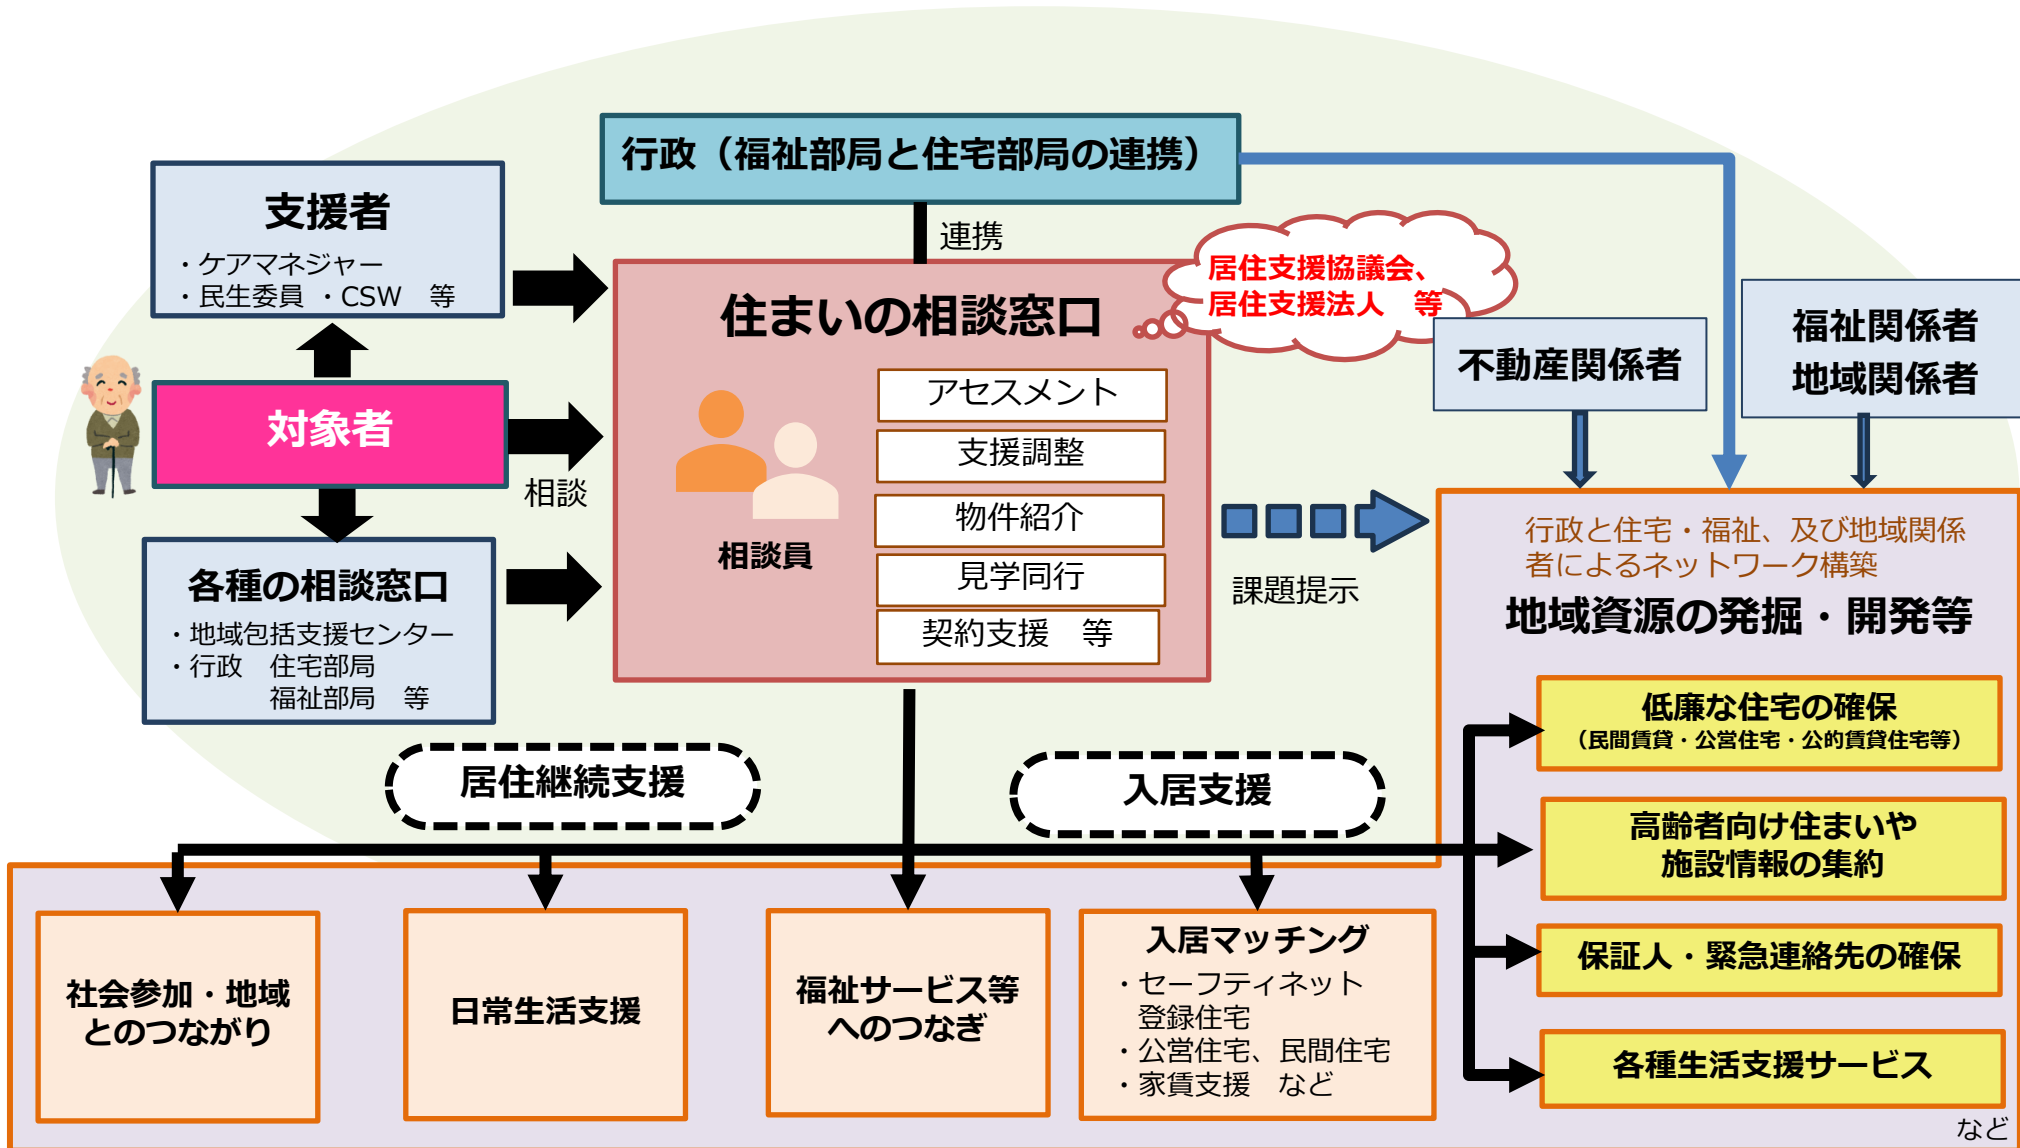 行政（福祉部局と住宅部局の連携）
連携
支援者
・ケアマネジャー
・民生委員 ・CSW　等
対象者
相談
各種の相談窓口
・地域包括支援センター
・行政　住宅部局
福祉部局　等
住まいの相談窓口
居住支援協議会、
居住支援法人　等
相談員
アセスメント
支援調整
物件紹介
見学同行
契約支援　等
課題提示
不動産関係者
福祉関係者
地域関係者
行政と住宅・福祉、及び地域関係
者によるネットワーク構築
地域資源の発掘・開発等
低廉な住宅の確保
（民間賃貸・公営住宅・公的賃貸住宅等）
高齢者向け住まいや
施設情報の集約
保証人・緊急連絡先の確保
各種生活支援サービス
など
居住継続支援
入居支援
社会参加・地域
とのつながり
日常生活支援
福祉サービス等
へのつなぎ
入居マッチング
・セーフティネット
登録住宅
・公営住宅、民間住宅
・家賃支援　など